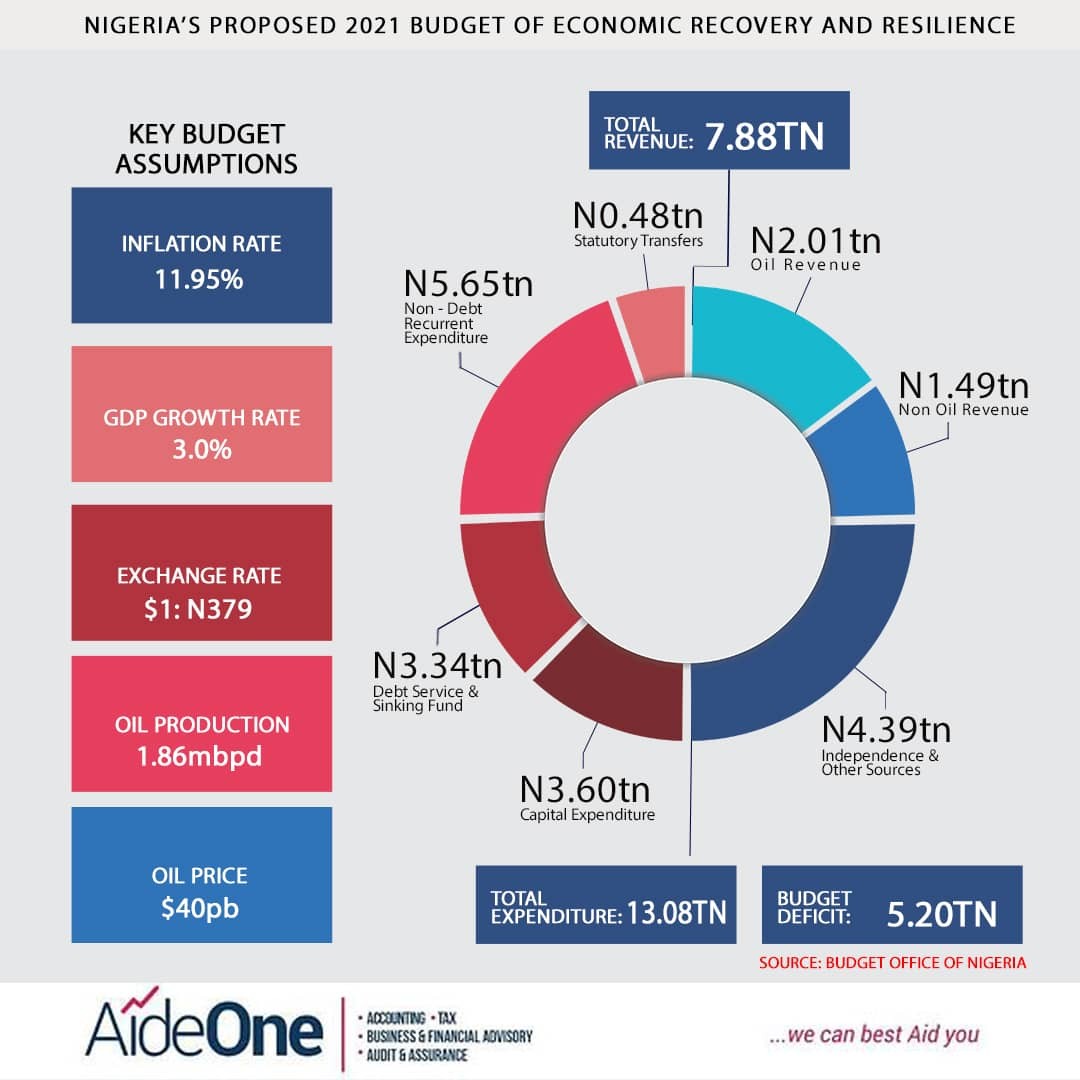 NIGERIA'S PROPOSED 2021 BUDGET OF ECONOMIC RECOVERY AND RESILIENCE
KEY BUDGET
ASSUMPTIONS
INFLATION RATE
11.95%
GDP GROWTH RATE
3.0%
EXCHANGE RATE
$1: N379
OIL PRODUCTION
1.86mbpd
OIL PRICE
$40pb
TOTAL
REVENUE: 7.88TN
N0.48tn
Statutory Transfers
N2.01tn
Oil Revenue
N5.65tn
Non - Debt
Recurrent
Expenditure
N1.49tn
Non Oil Revenue
N3.34tn
Debt Service &
Sinking Fund
N4.39tn
Independence &
Other Sources
N3.60tn
Capital Expenditure
TOTAL
EXPENDITURE: 13.08TN
BUDGET
DEFICIT: 5.20TN
SOURCE: BUDGET OFFICE OF NIGERIA
AideOne
• ACCOUNTING • TAX
• BUSINESS & FINANCIAL ADVISORY
• AUDIT & ASSURANCE
...we can best Aid you